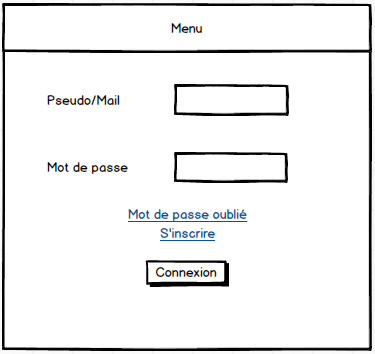 Menu
Pseudo/Mail
Mot de passe
Mot de passe oublié
S'inscrire
Connexion